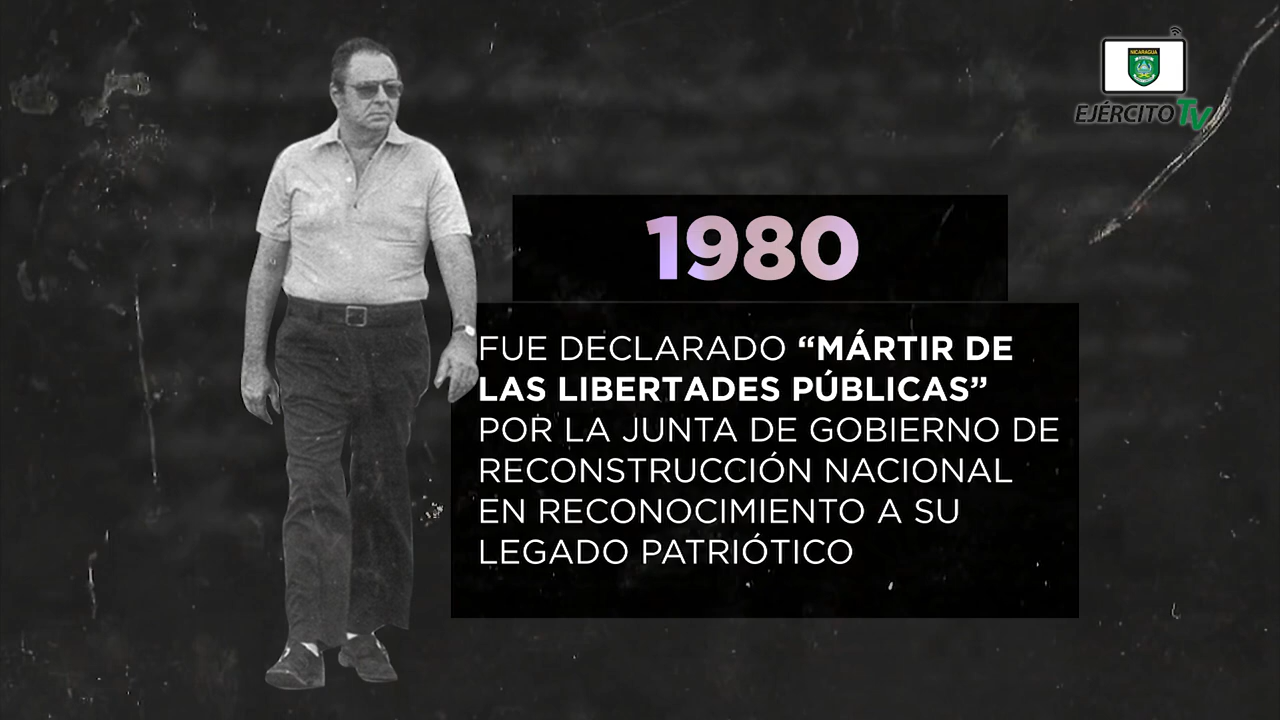 NICARAGUA
EJÉRCITO TV
1980
FUE DECLARADO “MÁRTIR DE
LAS LIBERTADES PÚBLICAS”
POR LA JUNTA DE GOBIERNO DE
RECONSTRUCCIÓN NACIONAL
EN RECONOCIMIENTO A SU
LEGADO PATRIÓTICO